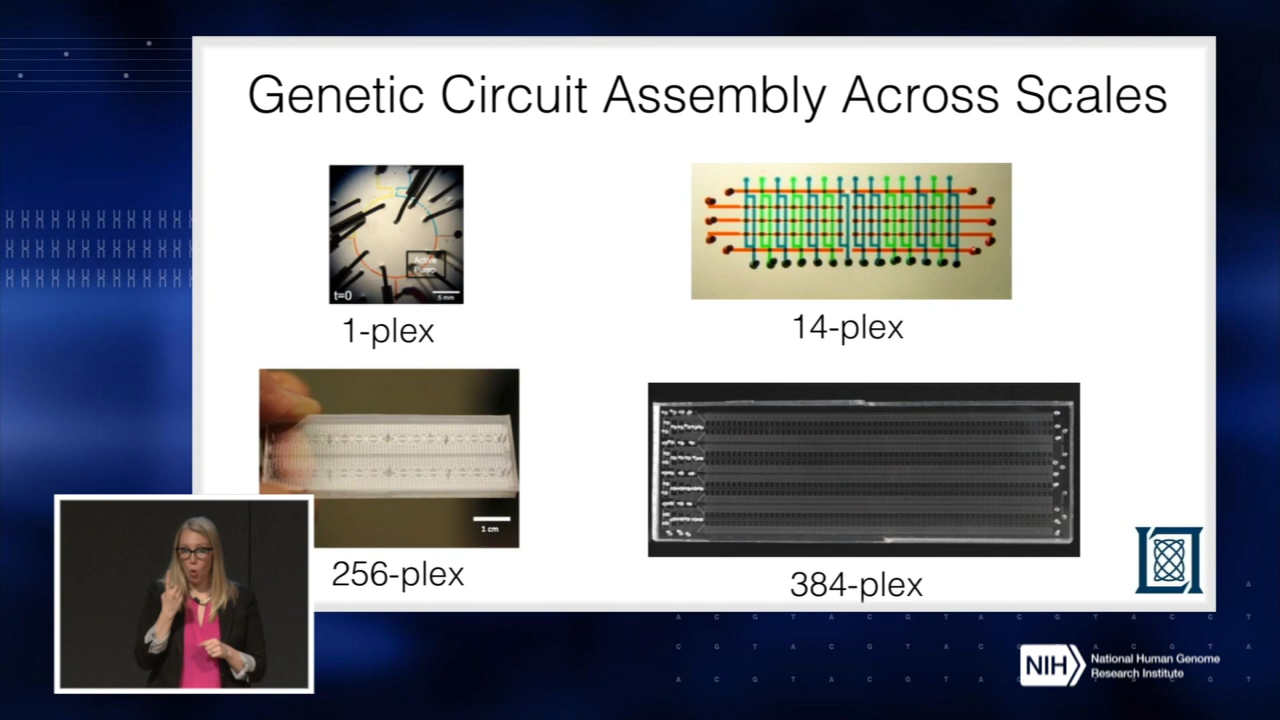 Genetic Circuit Assembly Across Scales
Active
Pump
t=0
5 mm
1-plex
14-plex
1 cm
256-plex
384-plex
A
A C G T A C G T A C G T
C G T A C G T A C G T
A C G T A C G T A C G T
NIH
National Human Genome
Research Institute